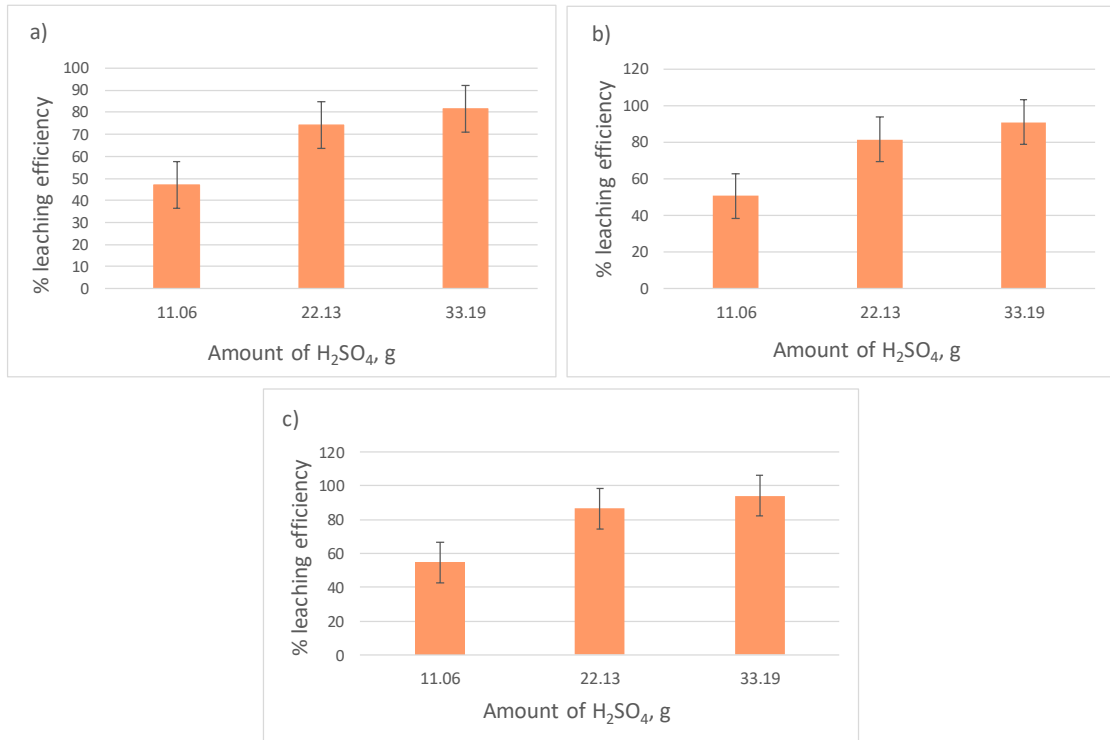 a)
% leaching efficiency
100
90
80
70
60
50
40
30
20
10
0
11.06 22.13 33.19
Amount of H₂SO₄, g
b)
% leaching efficiency
120
100
80
60
40
20
0
11.06 22.13 33.19
Amount of H₂SO₄, g
c)
% leaching efficiency
120
100
80
60
40
20
0
11.06 22.13 33.19
Amount of H₂SO₄, g